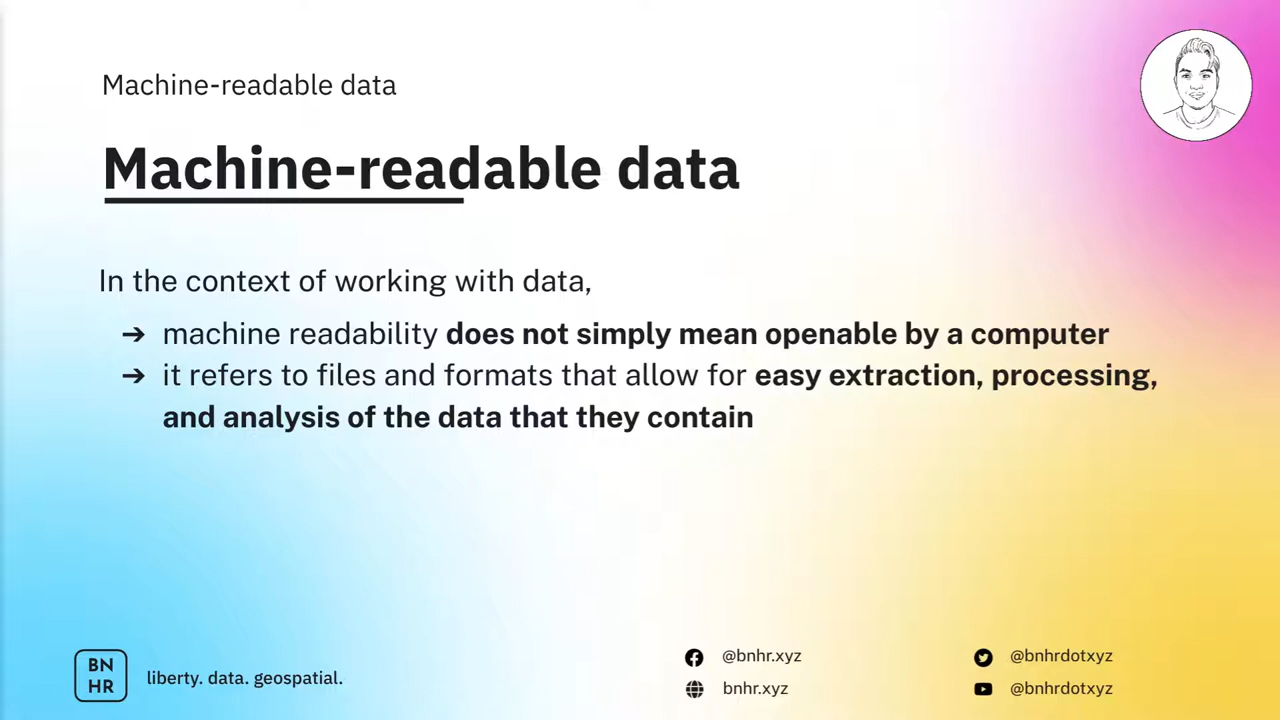 Machine-readable data
Machine-readable data
In the context of working with data,
➔ machine readability does not simply mean openable by a computer
➔ it refers to files and formats that allow for easy extraction, processing,
and analysis of the data that they contain
BN
HR
liberty. data. geospatial.
@bnhr.xyz
bnhr.xyz
@bnhrdotxyz
@bnhrdotxyz